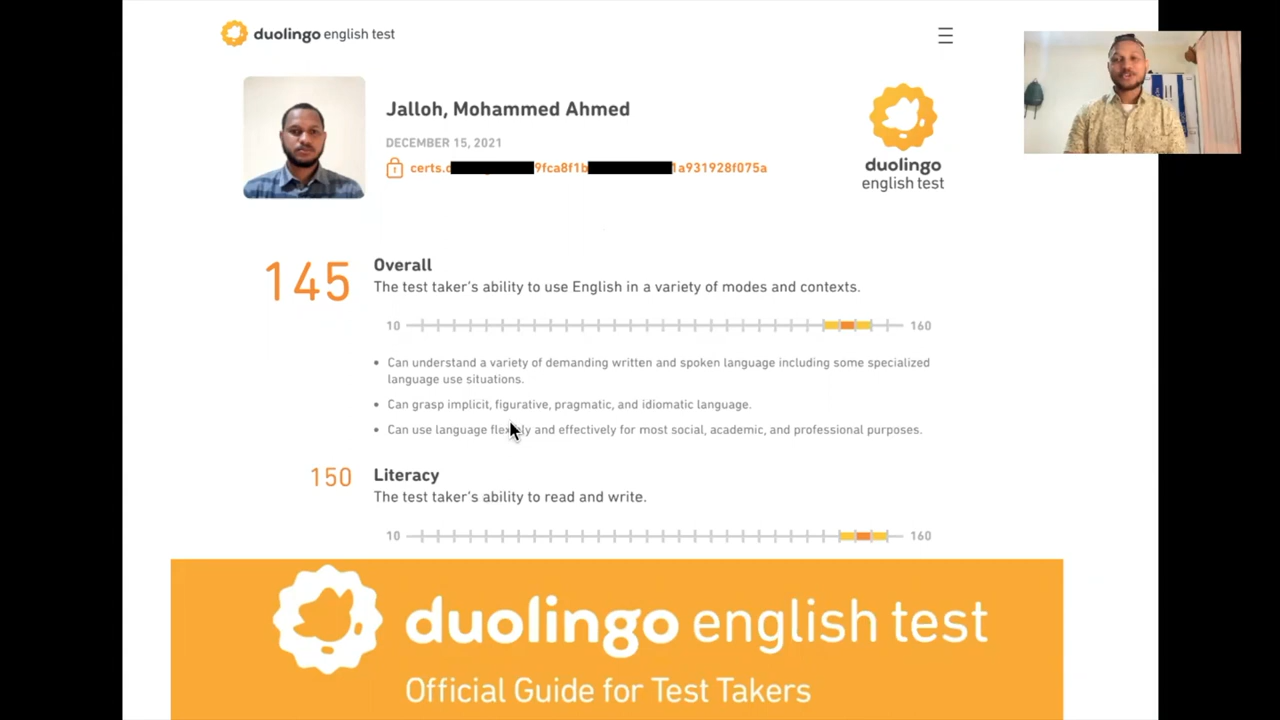 duolingo english test
Jalloh, Mohammed Ahmed
DECEMBER 15, 2021
certs.d 9fca8f1b 1a931928f075a
duolingo
english test
145
Overall
The test taker's ability to use English in a variety of modes and contexts.
10 160
• Can understand a variety of demanding written and spoken language including some specialized
language use situations.
• Can grasp implicit, figurative, pragmatic, and idiomatic language.
• Can use language flexibly and effectively for most social, academic, and professional purposes.
150
Literacy
The test taker's ability to read and write.
10 160
duolingo english test
Official Guide for Test Takers